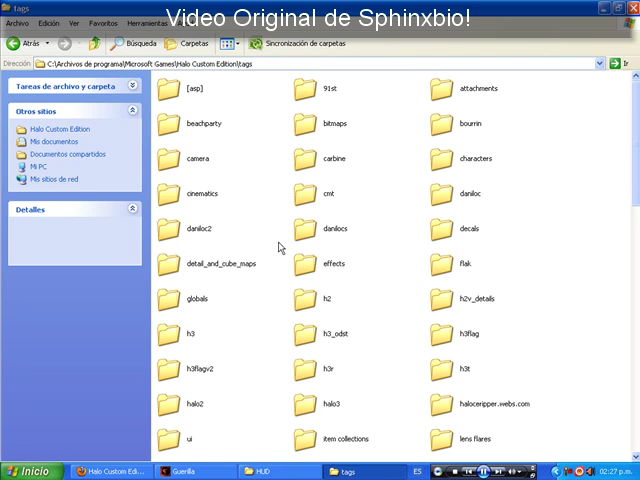 tags
Video Original de Sphinxbio!
Archivo Edición Ver Favoritos Herramientas
Atrás Búsqueda Carpetas Sincronización de carpetas
Dirección C:\Archivos de programa\Microsoft Games\Halo Custom Edition\tags Ir
Tareas de archivo y carpeta
Otros sitios
Halo Custom Edition
Mis documentos
Documentos compartidos
Mi PC
Mis sitios de red
Detalles
[asp] 91st attachments
beachparty bitmaps bourrin
camera carbine characters
cinematics cmt daniloc
daniloc2 danilocs decals
detail_and_cube_maps effects flak
globals h2 h2v_details
h3 h3_odst h3flag
h3flagv2 h3r h3t
halo2 halo3 haloceripper.webs.com
ui item collections lens flares
Inicio Halo Custom Edi... Guerilla HUD tags ES 02:27 p.m.